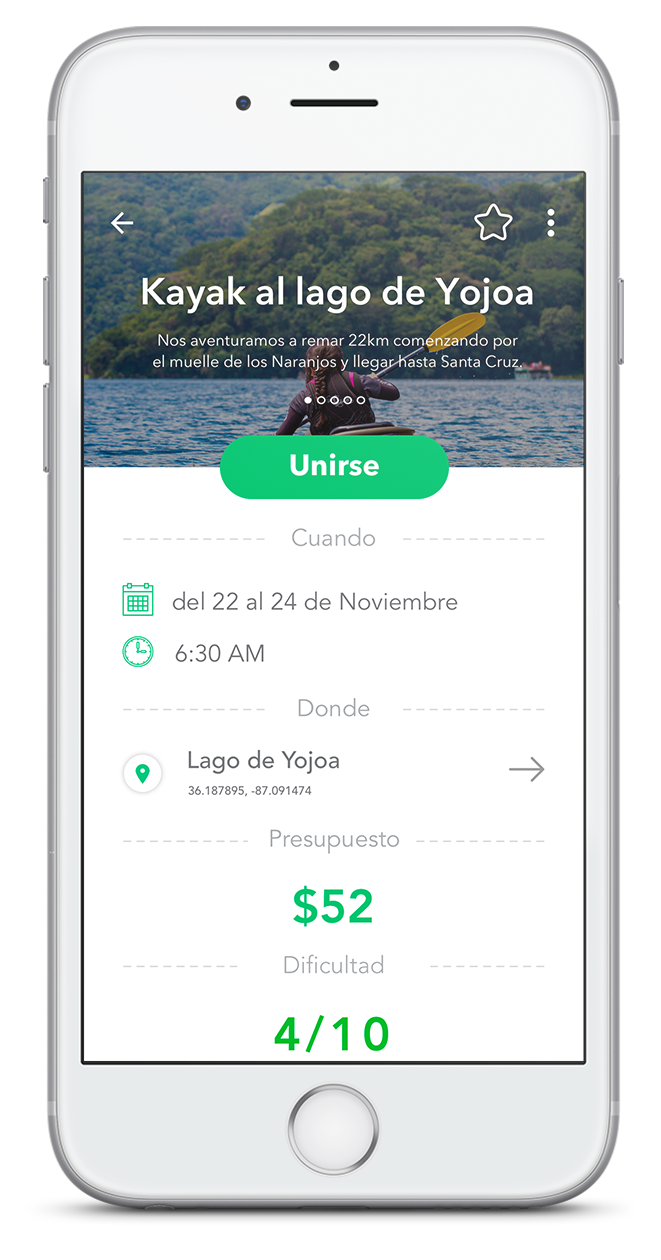 Kayak al lago de Yojoa
Nos aventuramos a remar 22km comenzando por
el muelle de los Naranjos y llegar hasta Santa Cruz.
Unirse
Cuando
del 22 al 24 de Noviembre
6:30 AM
Donde
Lago de Yojoa
36.187895, -87.091474
Presupuesto
$52
Dificultad
4/10